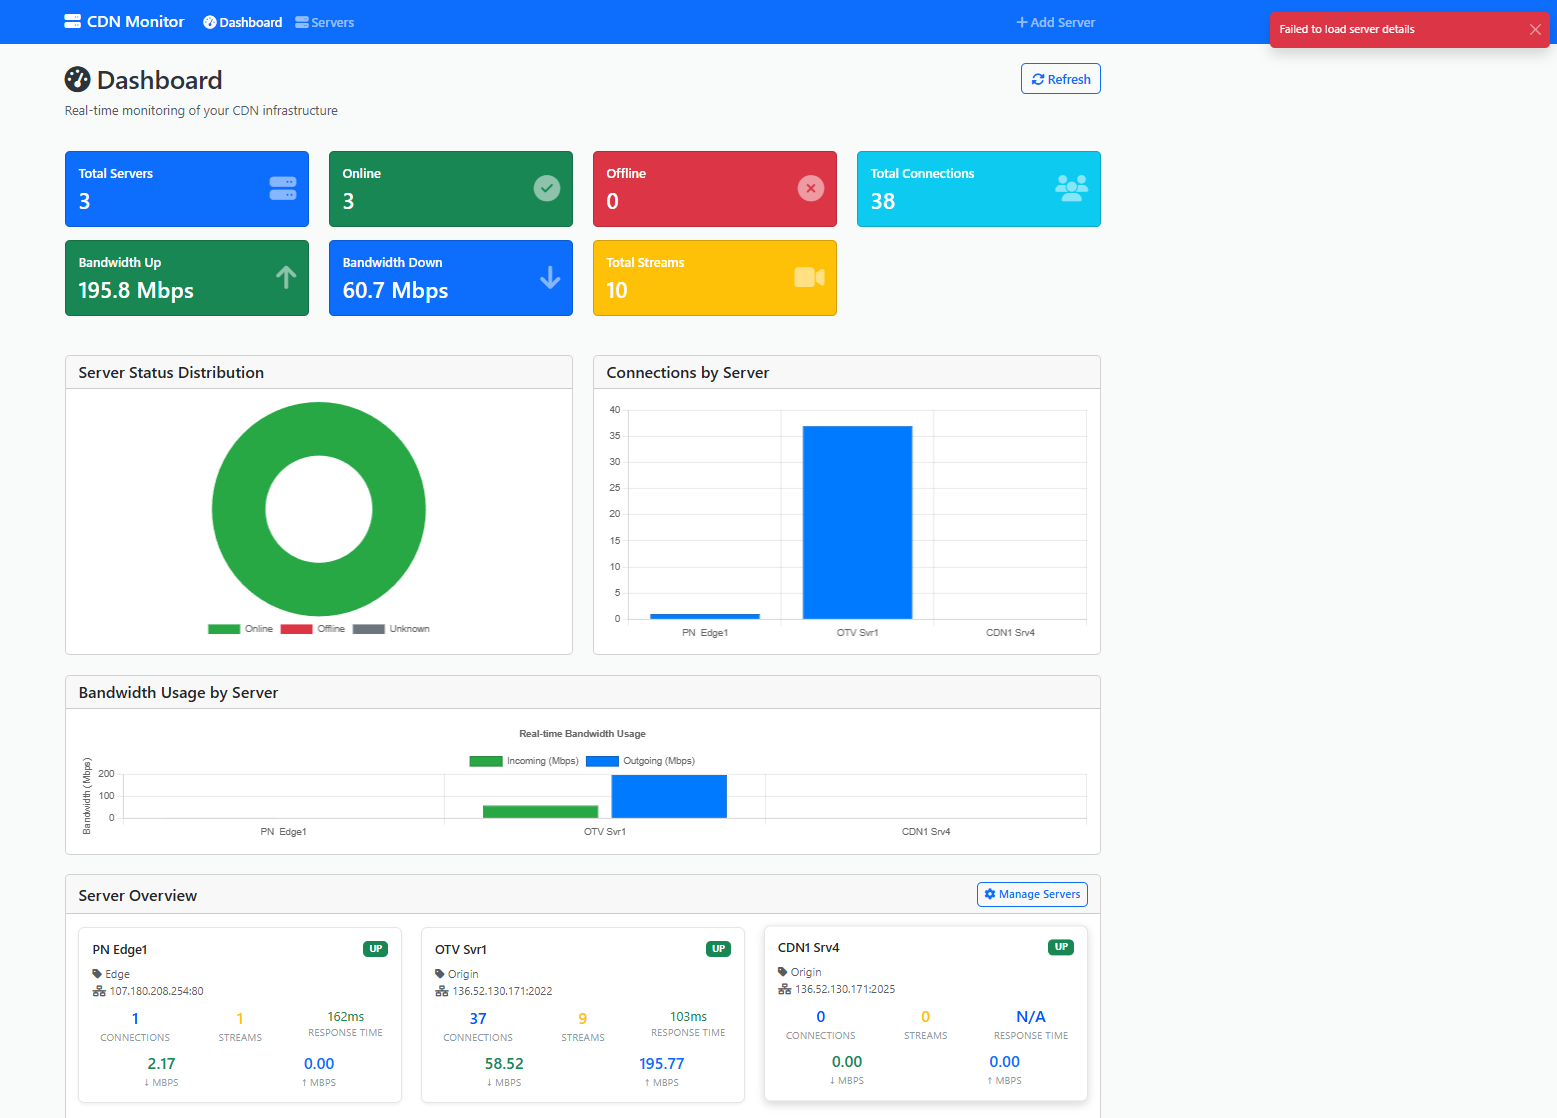 CDN Monitor Dashboard Servers Add Server
Failed to load server details
Dashboard
Refresh
Real-time monitoring of your CDN infrastructure
Total Servers
3
Online
3
Offline
0
Total Connections
38
Bandwidth Up
195.8 Mbps
Bandwidth Down
60.7 Mbps
Total Streams
10
Server Status Distribution
Online Offline Unknown
Connections by Server
40
35
30
25
20
15
10
5
0
PN Edge1 OTV Svr1 CDN1 Srv4
Bandwidth Usage by Server
Real-time Bandwidth Usage
Incoming (Mbps) Outgoing (Mbps)
Bandwidth (Mbps)
200
100
0
PN Edge1 OTV Svr1 CDN1 Srv4
Server Overview
Manage Servers
PN Edge1 UP
Edge
107.180.208.254:80
1 1 162ms
CONNECTIONS STREAMS RESPONSE TIME
2.17 0.00
↓ MBPS ↑ MBPS
OTV Svr1 UP
Origin
136.52.130.171:2022
37 9 103ms
CONNECTIONS STREAMS RESPONSE TIME
58.52 195.77
↓ MBPS ↑ MBPS
CDN1 Srv4 UP
Origin
136.52.130.171:2025
0 0 N/A
CONNECTIONS STREAMS RESPONSE TIME
0.00 0.00
↓ MBPS ↑ MBPS